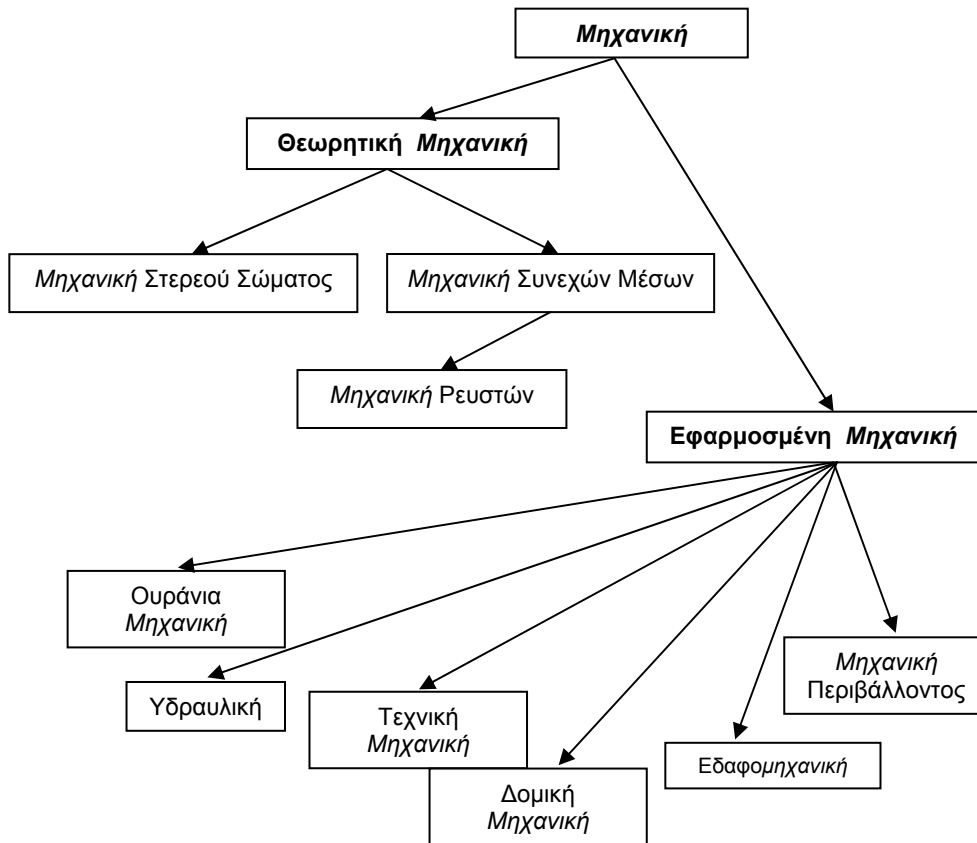 Μηχανική
Θεωρητική Μηχανική
Μηχανική Στερεού Σώματος
Μηχανική Συνεχών Μέσων
Μηχανική Ρευστών
Εφαρμοσμένη Μηχανική
Ουράνια
Μηχανική
Υδραυλική
Τεχνική
Μηχανική
Δομική
Μηχανική
Εδαφομηχανική
Μηχανική
Περιβάλλοντος